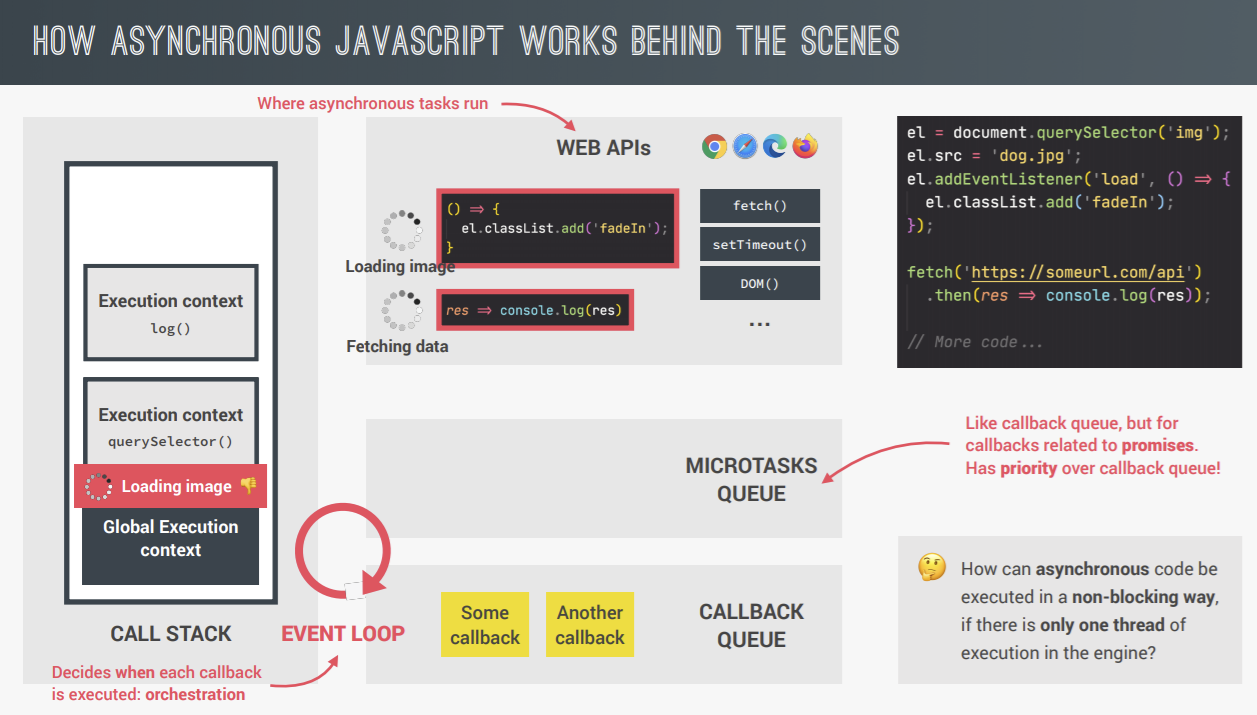 HOW ASYNCHRONOUS JAVASCRIPT WORKS BEHIND THE SCENES
Where asynchronous tasks run
WEB APIs
Execution context
log()
Execution context
querySelector()
Loading image 👎
Global Execution
context
CALL STACK
EVENT LOOP
Decides when each callback
is executed: orchestration
() => {
  el.classList.add('fadeIn');
}
Loading image
res => console.log(res)
Fetching data
fetch()
setTimeout()
DOM()
...
MICROTASKS
QUEUE
Some
callback
Another
callback
CALLBACK
QUEUE
el = document.querySelector('img');
el.src = 'dog.jpg';
el.addEventListener('load', () => {
  el.classList.add('fadeIn');
});
fetch('https://someurl.com/api')
  .then(res => console.log(res));
// More code...
Like callback queue, but for
callbacks related to promises.
Has priority over callback queue!
🤔 How can asynchronous code be
executed in a non-blocking way,
if there is only one thread of
execution in the engine?